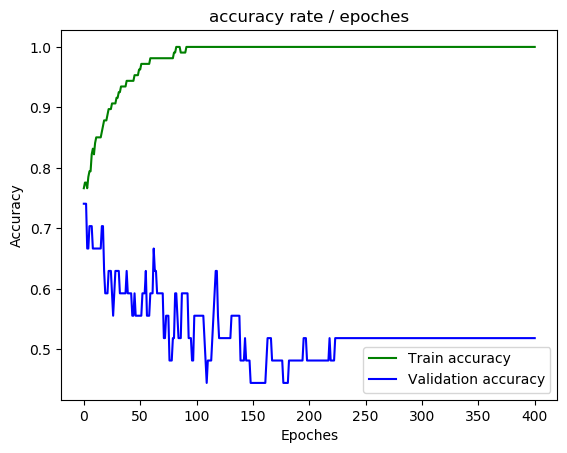 accuracy rate / epoches
1.0
0.9
0.8
0.7
0.6
0.5
Accuracy
Train accuracy
Validation accuracy
0 50 100 150 200 250 300 350 400
Epoches